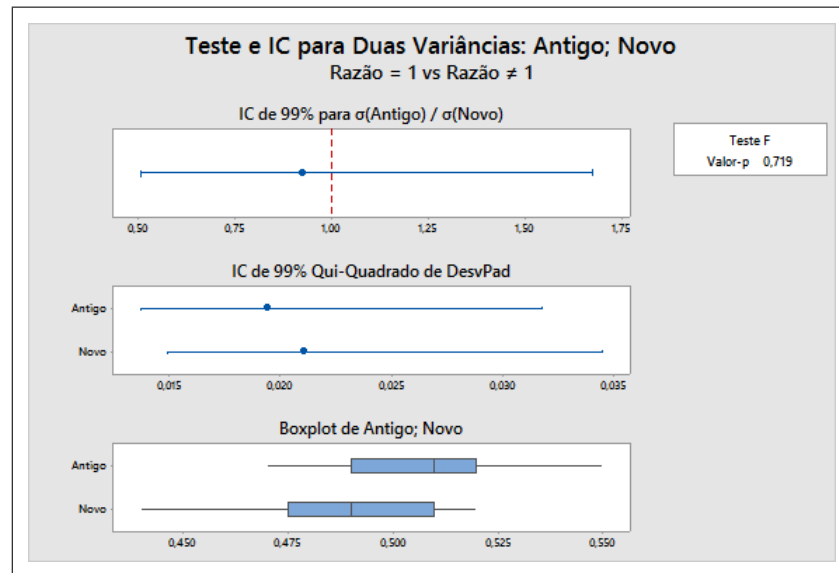 Teste e IC para Duas Variâncias: Antigo; Novo
Razão = 1 vs Razão ≠ 1
IC de 99% para σ(Antigo) / σ(Novo)
0,50 0,75 1,00 1,25 1,50 1,75
Teste F
Valor-p 0,719
IC de 99% Qui-Quadrado de DesvPad
Antigo
Novo
0,015 0,020 0,025 0,030 0,035
Boxplot de Antigo; Novo
Antigo
Novo
0,450 0,475 0,500 0,525 0,550